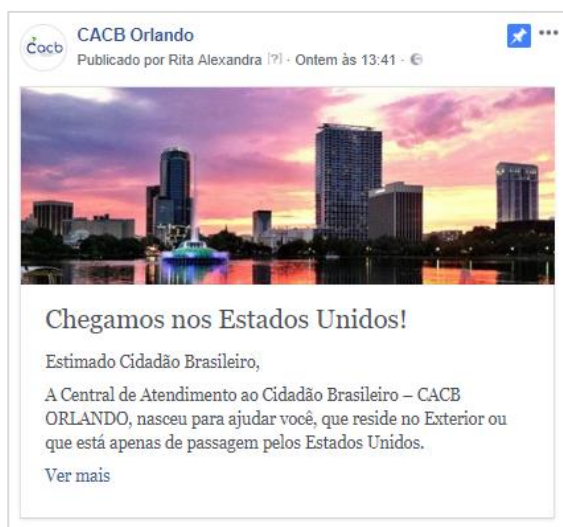 Cacb
CACB Orlando
Publicado por Rita Alexandra [?] · Ontem às 13:41 ·
Chegamos nos Estados Unidos!
Estimado Cidadão Brasileiro,
A Central de Atendimento ao Cidadão Brasileiro – CACB
ORLANDO, nasceu para ajudar você, que reside no Exterior ou
que está apenas de passagem pelos Estados Unidos.
Ver mais